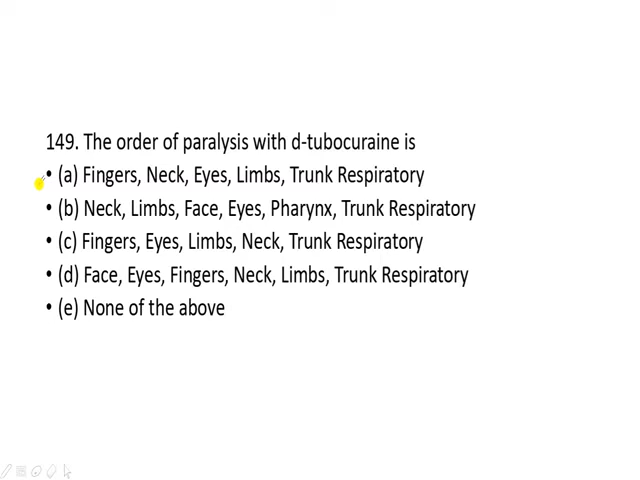 149. The order of paralysis with d-tubocuraine is
• (a) Fingers, Neck, Eyes, Limbs, Trunk Respiratory
• (b) Neck, Limbs, Face, Eyes, Pharynx, Trunk Respiratory
• (c) Fingers, Eyes, Limbs, Neck, Trunk Respiratory
• (d) Face, Eyes, Fingers, Neck, Limbs, Trunk Respiratory
• (e) None of the above